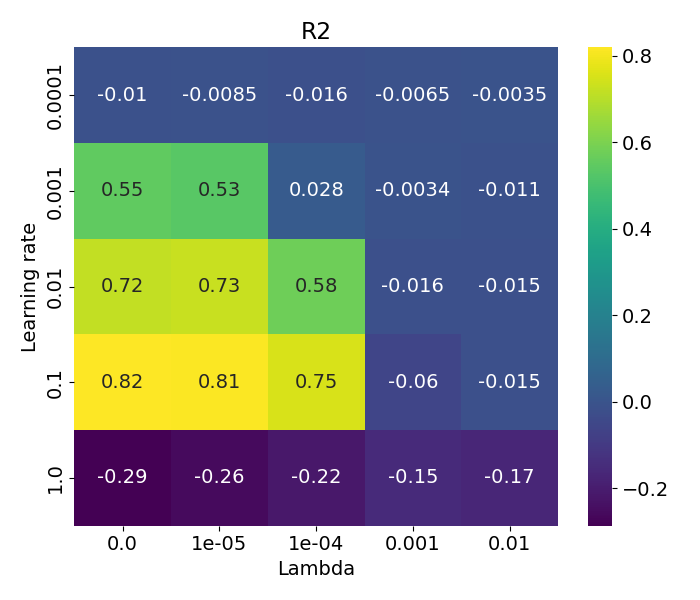 R2
0.8
0.0001 -0.01 -0.0085 -0.016 -0.0065 -0.0035
0.6
0.001 0.55 0.53 0.028 -0.0034 -0.011
0.4
Learning rate
0.01 0.72 0.73 0.58 -0.016 -0.015
0.2
0.1 0.82 0.81 0.75 -0.06 -0.015
0.0
1.0 -0.29 -0.26 -0.22 -0.15 -0.17
−0.2
0.0 1e-05 1e-04 0.001 0.01
Lambda